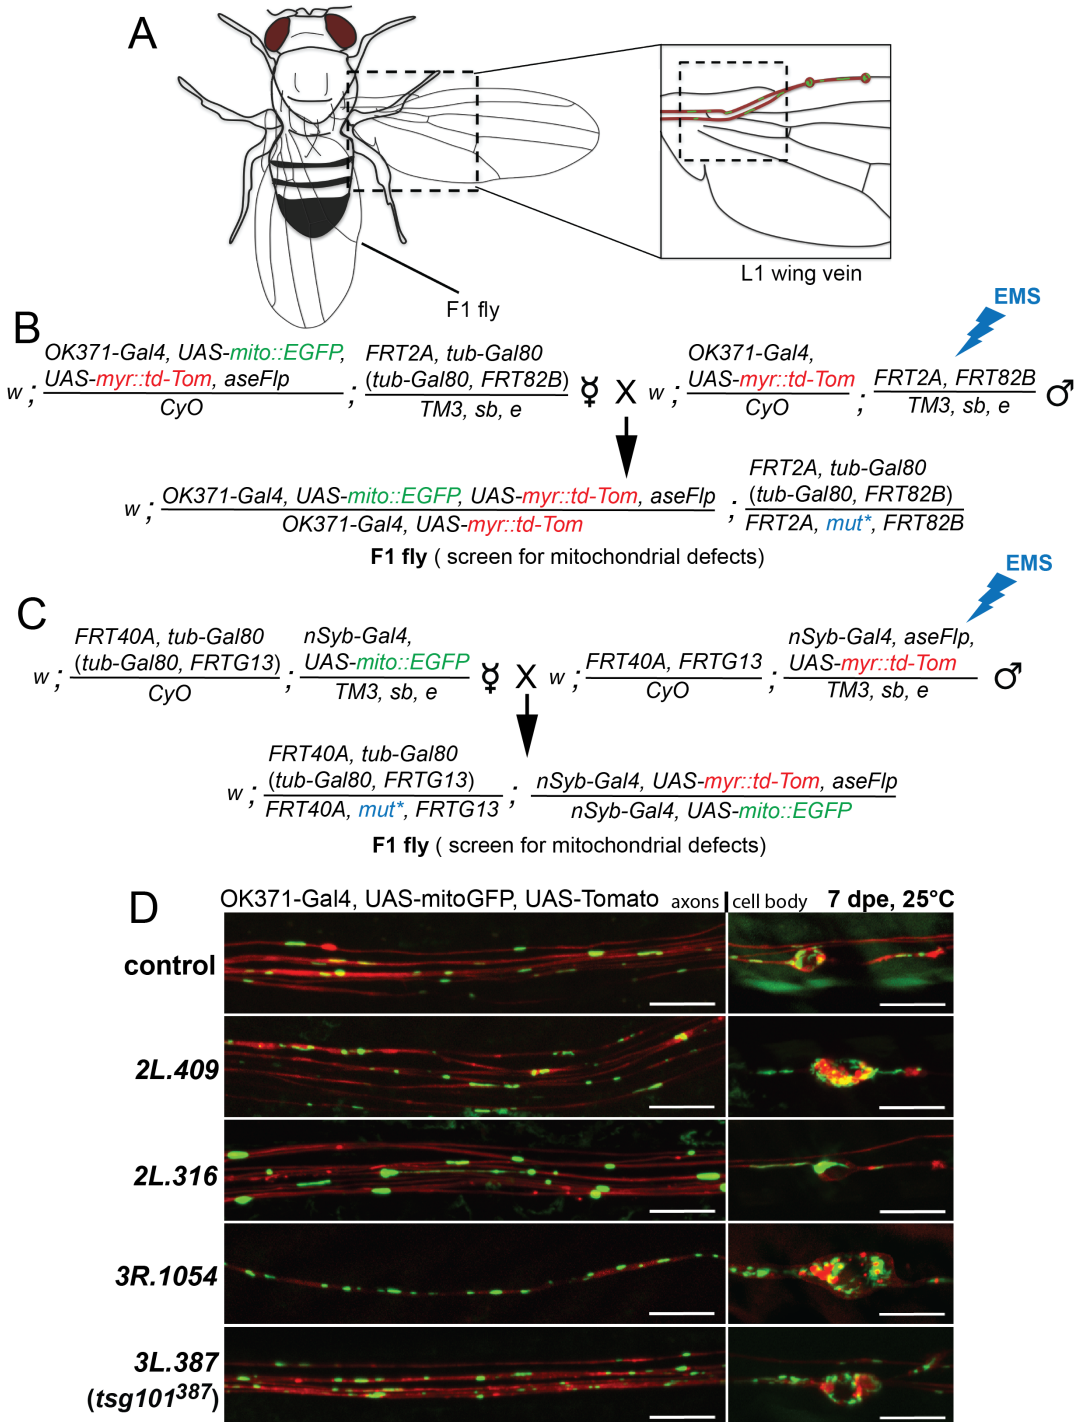 A
L1 wing vein
F1 fly
B
EMS
OK371-Gal4, UAS-mito::EGFP,
UAS-myr::td-Tom, aseFlp
CyO
FRT2A, tub-Gal80
(tub-Gal80, FRT82B)
TM3, sb, e
w ; ; ☿ X w ; ; ♂
OK371-Gal4,
UAS-myr::td-Tom
CyO
FRT2A, FRT82B
TM3, sb, e
w ; OK371-Gal4, UAS-mito::EGFP, UAS-myr::td-Tom, aseFlp ;
OK371-Gal4, UAS-myr::td-Tom
FRT2A, tub-Gal80
(tub-Gal80, FRT82B)
FRT2A, mut*, FRT82B
F1 fly ( screen for mitochondrial defects)
C
EMS
FRT40A, tub-Gal80
(tub-Gal80, FRTG13)
CyO
nSyb-Gal4,
UAS-mito::EGFP
TM3, sb, e
w ; ; ☿ X w ; ; ♂
FRT40A, FRTG13
CyO
nSyb-Gal4, aseFlp,
UAS-myr::td-Tom
TM3, sb, e
FRT40A, tub-Gal80
(tub-Gal80, FRTG13)
FRT40A, mut*, FRTG13
w ; ;
nSyb-Gal4, UAS-myr::td-Tom, aseFlp
nSyb-Gal4, UAS-mito::EGFP
F1 fly ( screen for mitochondrial defects)
D
OK371-Gal4, UAS-mitoGFP, UAS-Tomato axons | cell body 7 dpe, 25°C
control
2L.409
2L.316
3R.1054
3L.387
(tsg101³⁸⁷)